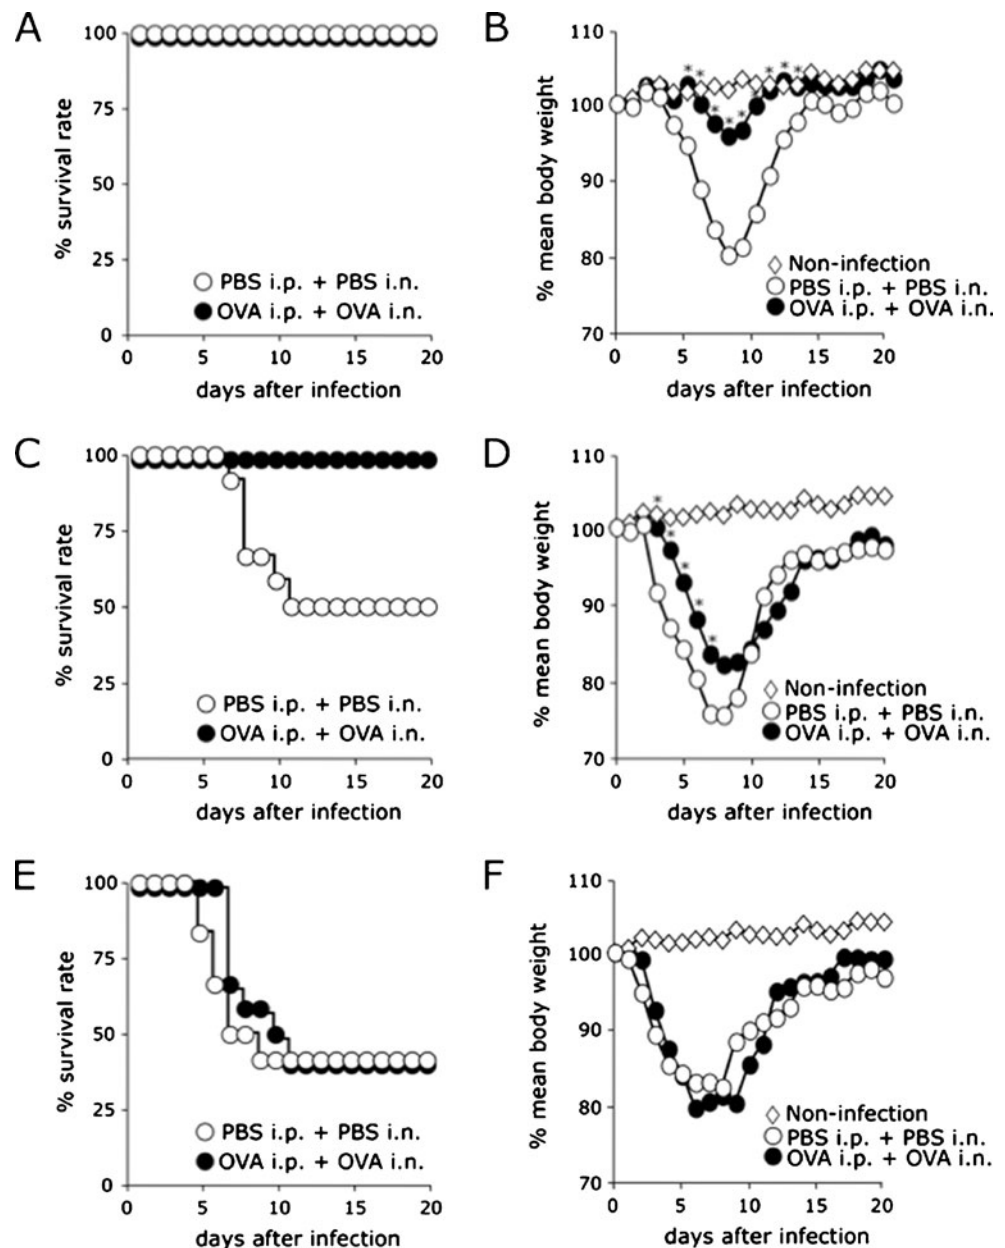 A
100
75
50
25
0
% survival rate
PBS i.p. + PBS i.n.
OVA i.p. + OVA i.n.
0 5 10 15 20
days after infection
B
110
100
90
80
70
% mean body weight
* * * * * * * * *
Non-infection
PBS i.p. + PBS i.n.
OVA i.p. + OVA i.n.
0 5 10 15 20
days after infection
C
100
75
50
25
0
% survival rate
PBS i.p. + PBS i.n.
OVA i.p. + OVA i.n.
0 5 10 15 20
days after infection
D
110
100
90
80
70
% mean body weight
* * * * *
Non-infection
PBS i.p. + PBS i.n.
OVA i.p. + OVA i.n.
0 5 10 15 20
days after infection
E
100
75
50
25
0
% survival rate
PBS i.p. + PBS i.n.
OVA i.p. + OVA i.n.
0 5 10 15 20
days after infection
F
110
100
90
80
70
% mean body weight
Non-infection
PBS i.p. + PBS i.n.
OVA i.p. + OVA i.n.
0 5 10 15 20
days after infection